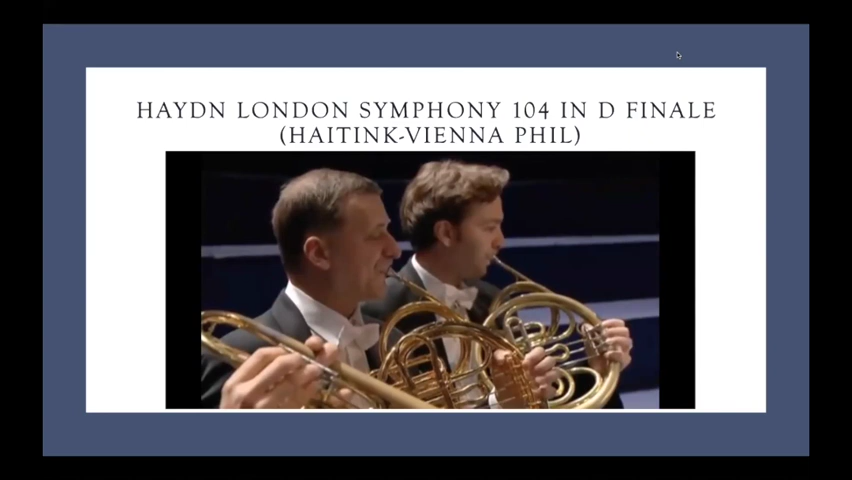 HAYDN LONDON SYMPHONY 104 IN D FINALE
(HAITINK-VIENNA PHIL)